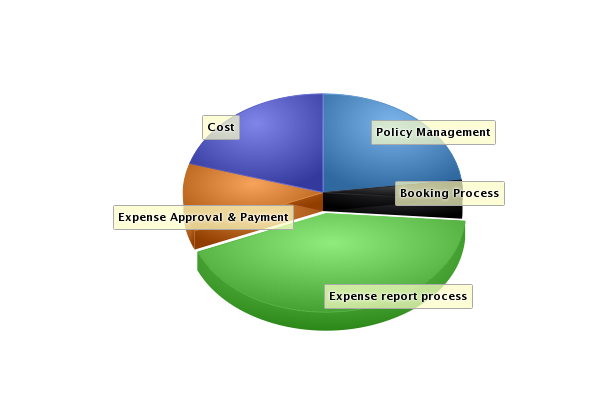 Cost
Policy Management
Booking Process
Expense Approval & Payment
Expense report process